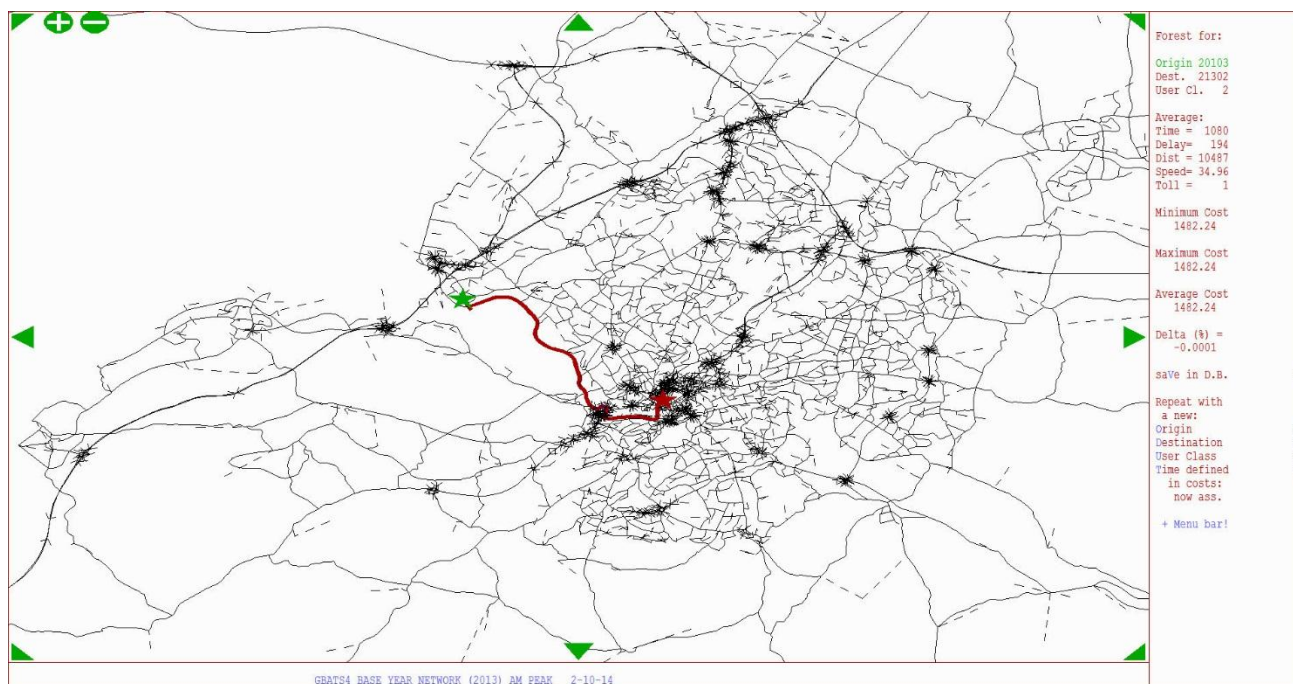 Forest for:
Origin 20103
Dest. 21302
User Cl. 2
Average:
Time = 1080
Delay= 194
Dist = 10487
Speed= 34.96
Toll = 1
Minimum Cost
1482.24
Maximum Cost
1482.24
Average Cost
1482.24
Delta (%) =
-0.0001
saVe in D.B.
Repeat with
a new:
Origin
Destination
User Class
Time defined
in costs:
now ass.
+ Menu bar!
GBATS4 BASE YEAR NETWORK (2013) AM PEAK 2-10-14